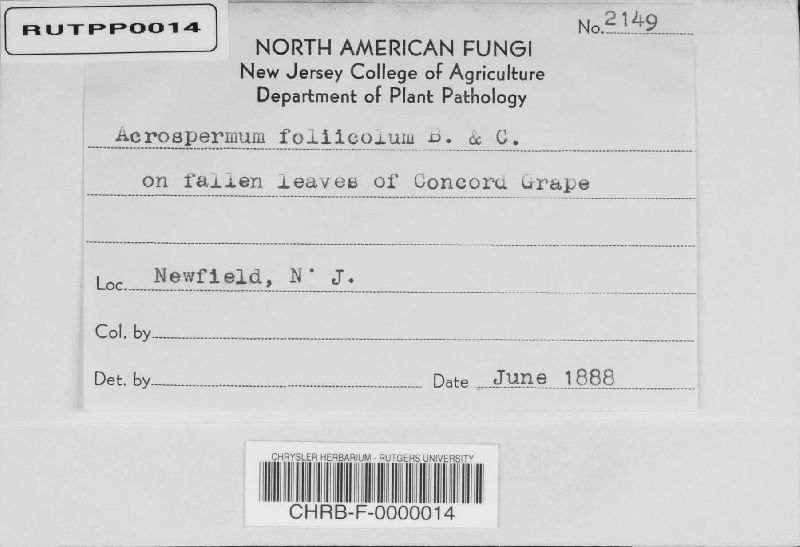 RUTPP0014
No. 2149
NORTH AMERICAN FUNGI
New Jersey College of Agriculture
Department of Plant Pathology
Acrospermum foliicolum B. & C.
on fallen leaves of Concord Grape
Loc. Newfield, N. J.
Col. by
Det. by Date June 1888
CHRYSLER HERBARIUM - RUTGERS UNIVERSITY
CHRB-F-0000014